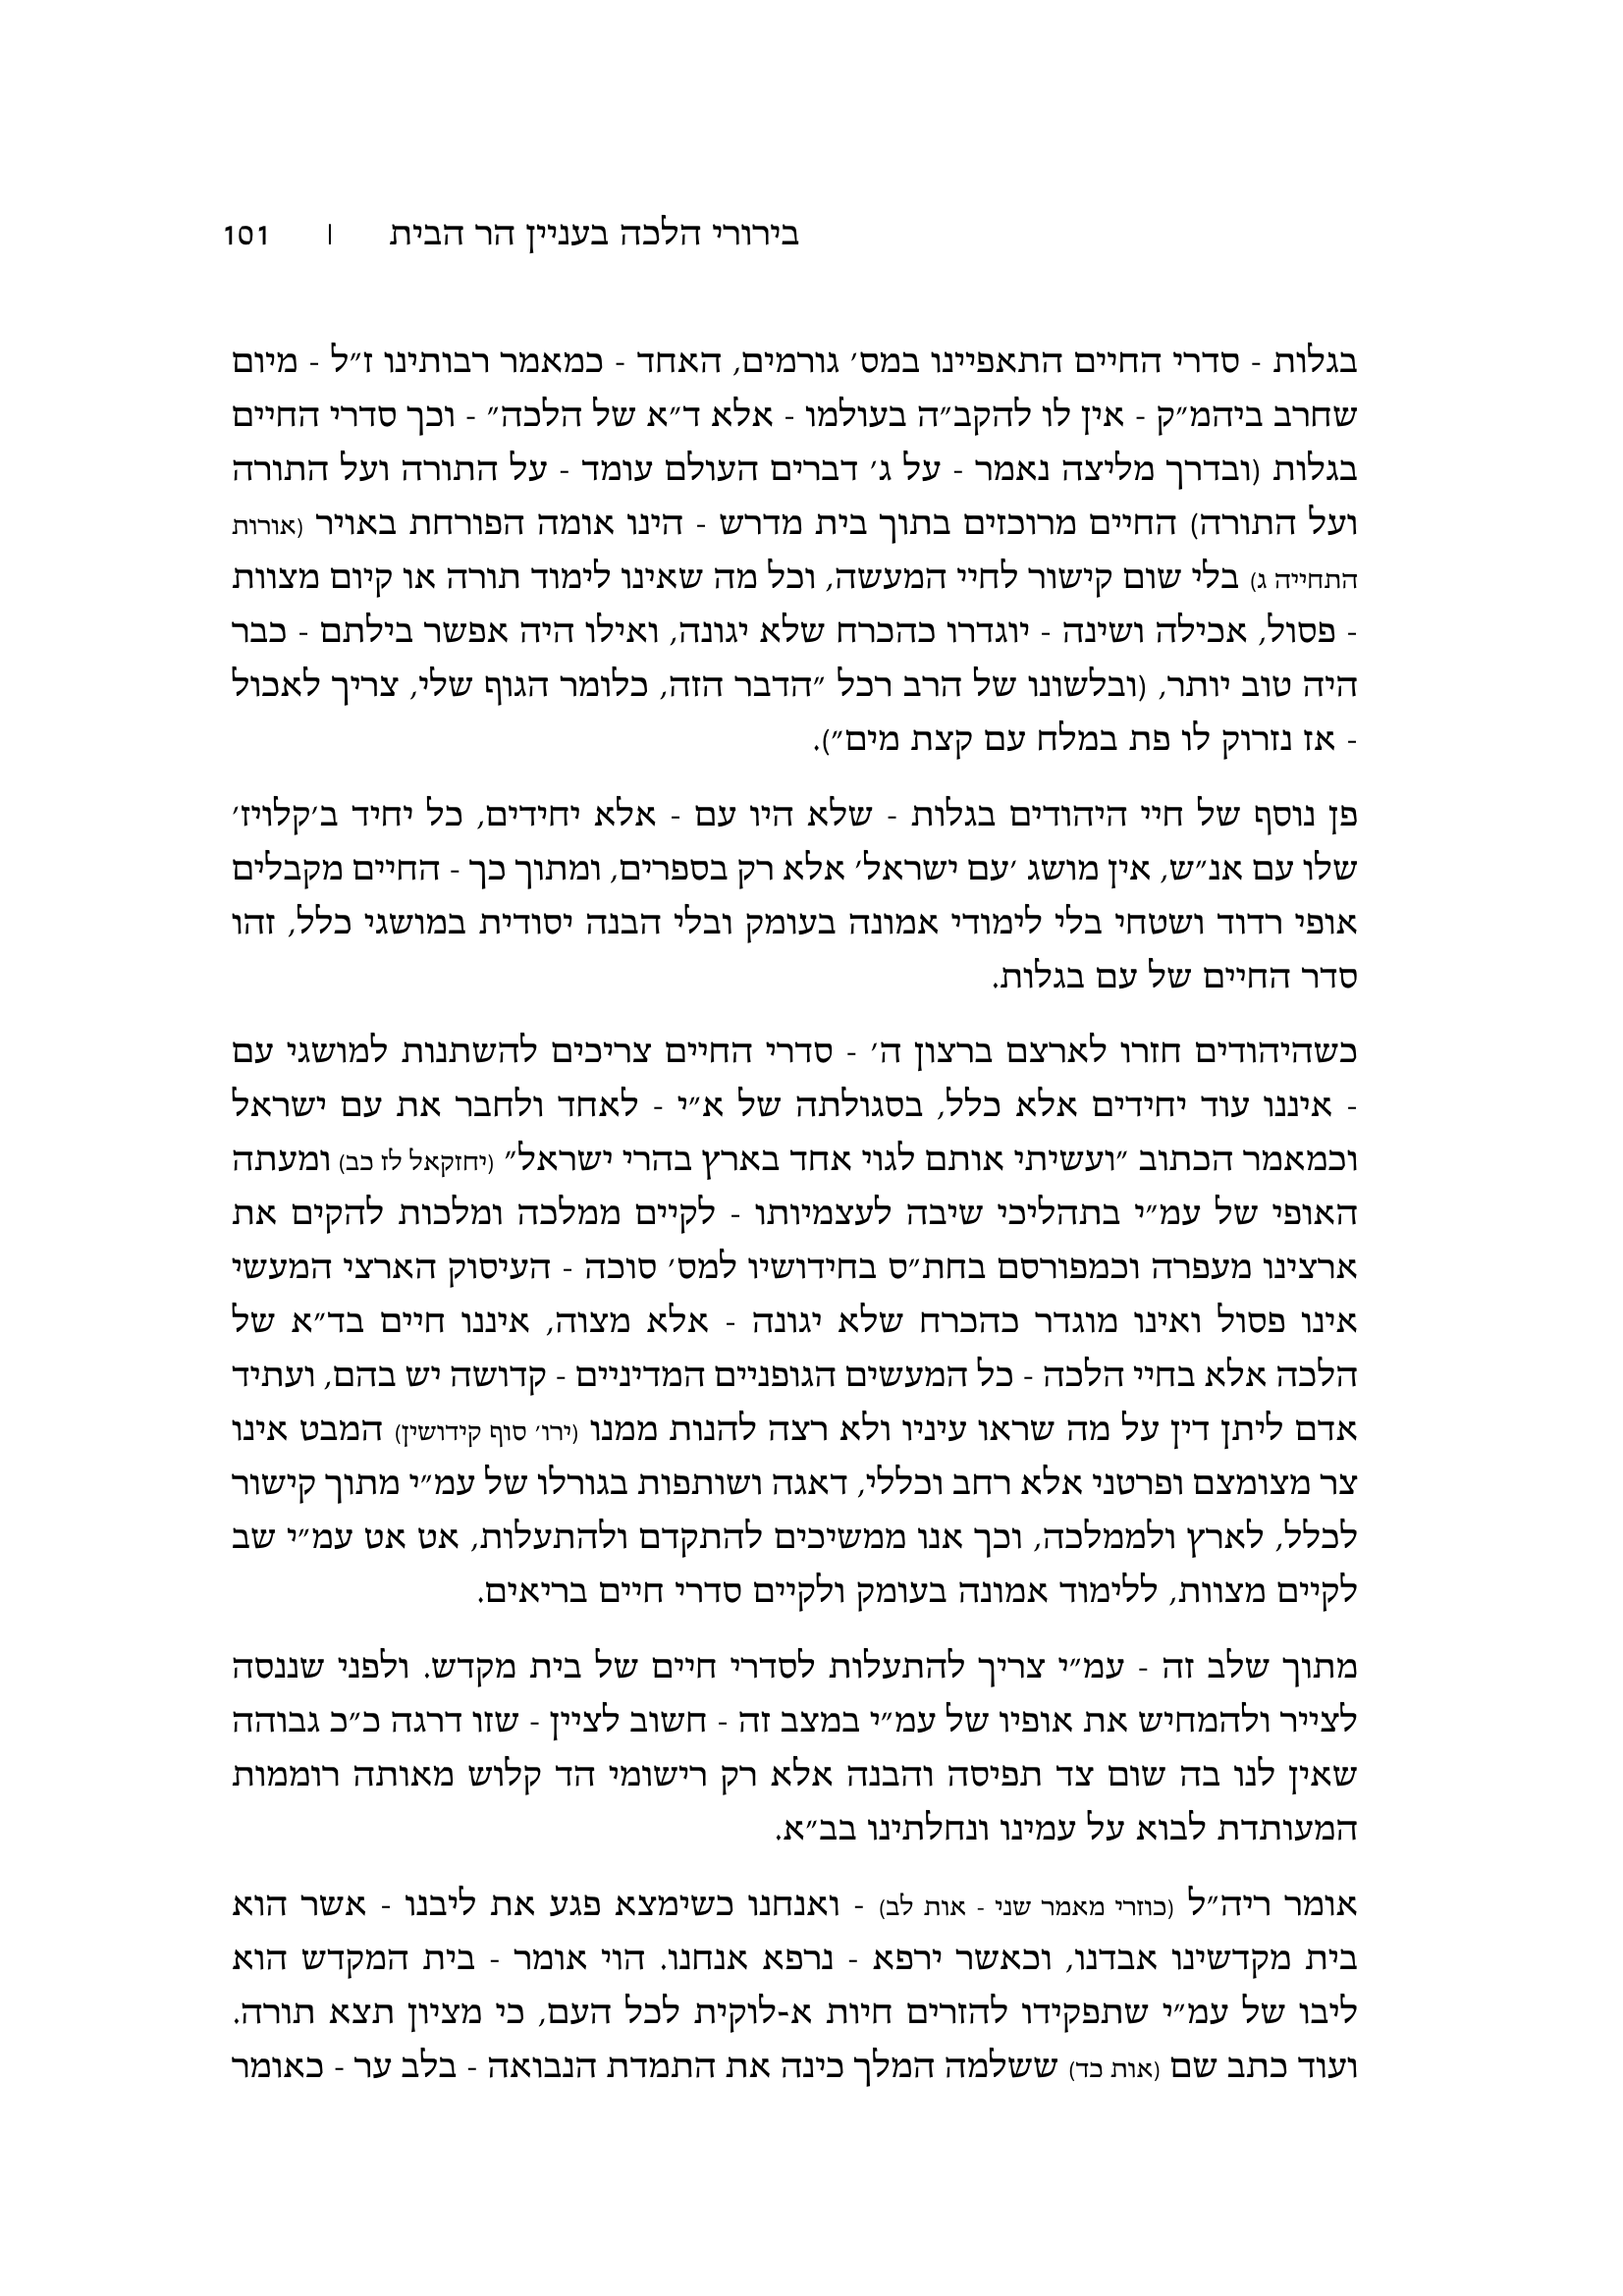 בירורי הלכה בעניין הר הבית | 101
בגלות - סדרי החיים התאפיינו במס׳ גורמים, האחד - כמאמר רבותינו ז״ל - מיום
שחרב ביהמ״ק - אין לו להקב״ה בעולמו - אלא ד״א של הלכה״ - וכך סדרי החיים
בגלות (ובדרך מליצה נאמר - על ג׳ דברים העולם עומד - על התורה ועל התורה
ועל התורה) החיים מרוכזים בתוך בית מדרש - הינו אומה הפורחת באויר (אורות
התחייה ג) בלי שום קישור לחיי המעשה, וכל מה שאינו לימוד תורה או קיום מצוות
- פסול, אכילה ושינה - יוגדרו כהכרח שלא יגונה, ואילו היה אפשר בילתם - כבר
היה טוב יותר, (ובלשונו של הרב רכל ״הדבר הזה, כלומר הגוף שלי, צריך לאכול
- אז נזרוק לו פת במלח עם קצת מים״).
פן נוסף של חיי היהודים בגלות - שלא היו עם - אלא יחידים, כל יחיד ב׳קלויז׳
שלו עם אנ״ש, אין מושג ׳עם ישראל׳ אלא רק בספרים, ומתוך כך - החיים מקבלים
אופי רדוד ושטחי בלי לימודי אמונה בעומק ובלי הבנה יסודית במושגי כלל, זהו
סדר החיים של עם בגלות.
כשהיהודים חזרו לארצם ברצון ה׳ - סדרי החיים צריכים להשתנות למושגי עם
- איננו עוד יחידים אלא כלל, בסגולתה של א״י - לאחד ולחבר את עם ישראל
וכמאמר הכתוב ״ועשיתי אותם לגוי אחד בארץ בהרי ישראל״ (יחזקאל לז כב) ומעתה
האופי של עמ״י בתהליכי שיבה לעצמיותו - לקיים ממלכה ומלכות להקים את
ארצינו מעפרה וכמפורסם בחת״ס בחידושיו למס׳ סוכה - העיסוק הארצי המעשי
אינו פסול ואינו מוגדר כהכרח שלא יגונה - אלא מצוה, איננו חיים בד״א של
הלכה אלא בחיי הלכה - כל המעשים הגופניים המדיניים - קדושה יש בהם, ועתיד
אדם ליתן דין על מה שראו עיניו ולא רצה להנות ממנו (ירו׳ סוף קידושין) המבט אינו
צר מצומצם ופרטני אלא רחב וכללי, דאגה ושותפות בגורלו של עמ״י מתוך קישור
לכלל, לארץ ולממלכה, וכך אנו ממשיכים להתקדם ולהתעלות, אט אט עמ״י שב
לקיים מצוות, ללימוד אמונה בעומק ולקיים סדרי חיים בריאים.
מתוך שלב זה - עמ״י צריך להתעלות לסדרי חיים של בית מקדש. ולפני שננסה
לצייר ולהמחיש את אופיו של עמ״י במצב זה - חשוב לציין - שזו דרגה כ״כ גבוהה
שאין לנו בה שום צד תפיסה והבנה אלא רק רישומי הד קלוש מאותה רוממות
המעותדת לבוא על עמינו ונחלתינו בב״א.
אומר ריה״ל (כוזרי מאמר שני - אות לב) - ואנחנו כשימצא פגע את ליבנו - אשר הוא
בית מקדשינו אבדנו, וכאשר ירפא - נרפא אנחנו. הוי אומר - בית המקדש הוא
ליבו של עמ״י שתפקידו להזרים חיות א-לוקית לכל העם, כי מציון תצא תורה.
ועוד כתב שם (אות כד) ששלמה המלך כינה את התמדת הנבואה - בלב ער - כאומר